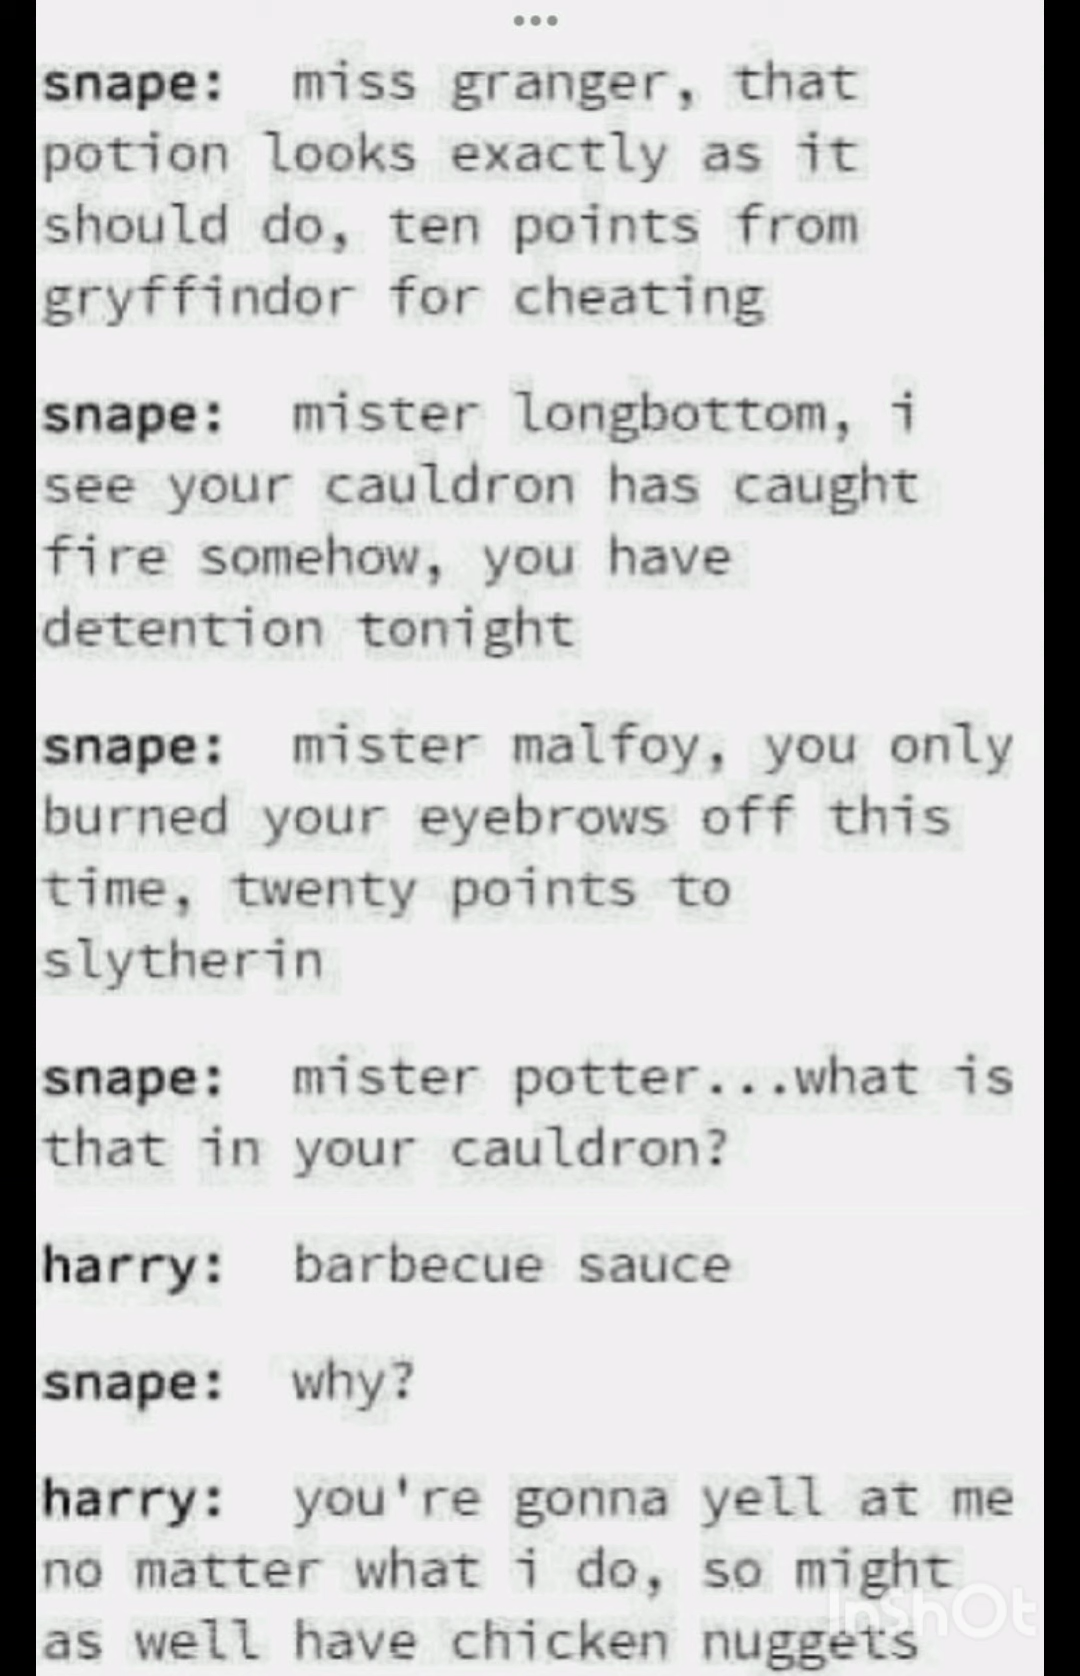 snape: miss granger, that
potion looks exactly as it
should do, ten points from
gryffindor for cheating
snape: mister longbottom, i
see your cauldron has caught
fire somehow, you have
detention tonight
snape: mister malfoy, you only
burned your eyebrows off this
time, twenty points to
slytherin
snape: mister potter...what is
that in your cauldron?
harry: barbecue sauce
snape: why?
harry: you're gonna yell at me
no matter what i do, so might
as well have chicken nuggets
InShOt